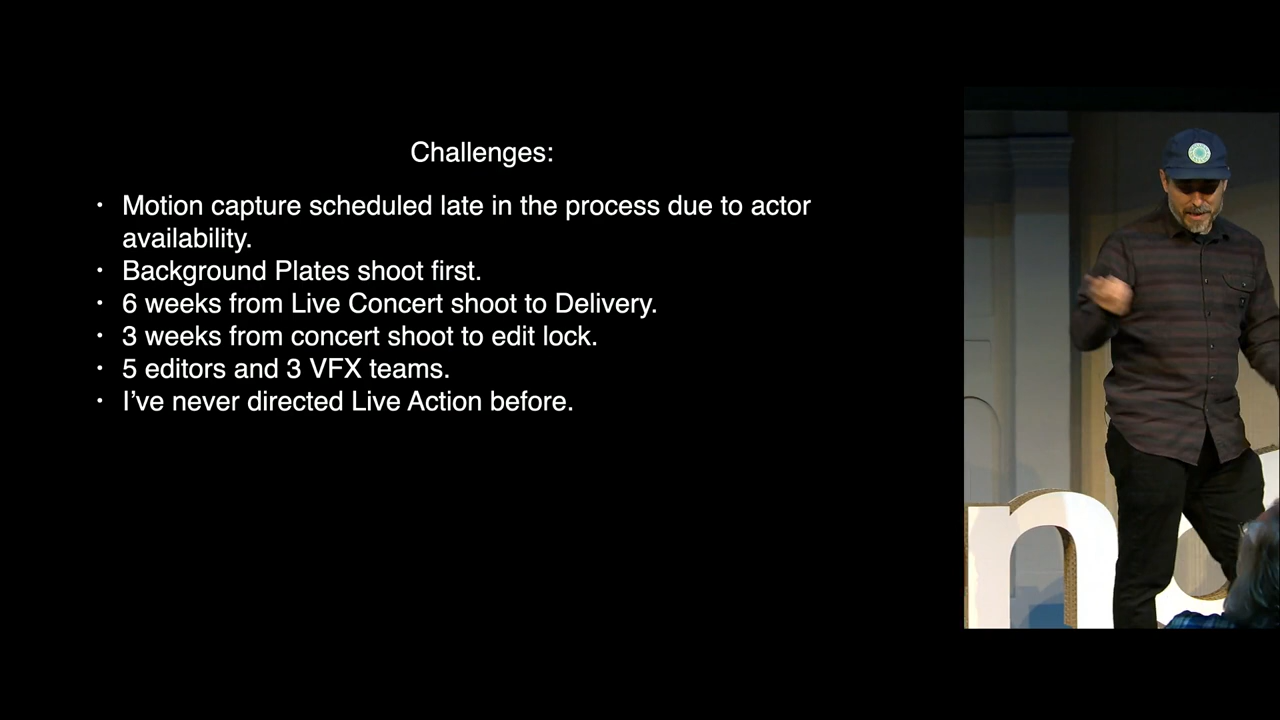 Challenges:
• Motion capture scheduled late in the process due to actor
availability.
• Background Plates shoot first.
• 6 weeks from Live Concert shoot to Delivery.
• 3 weeks from concert shoot to edit lock.
• 5 editors and 3 VFX teams.
• I’ve never directed Live Action before.
n